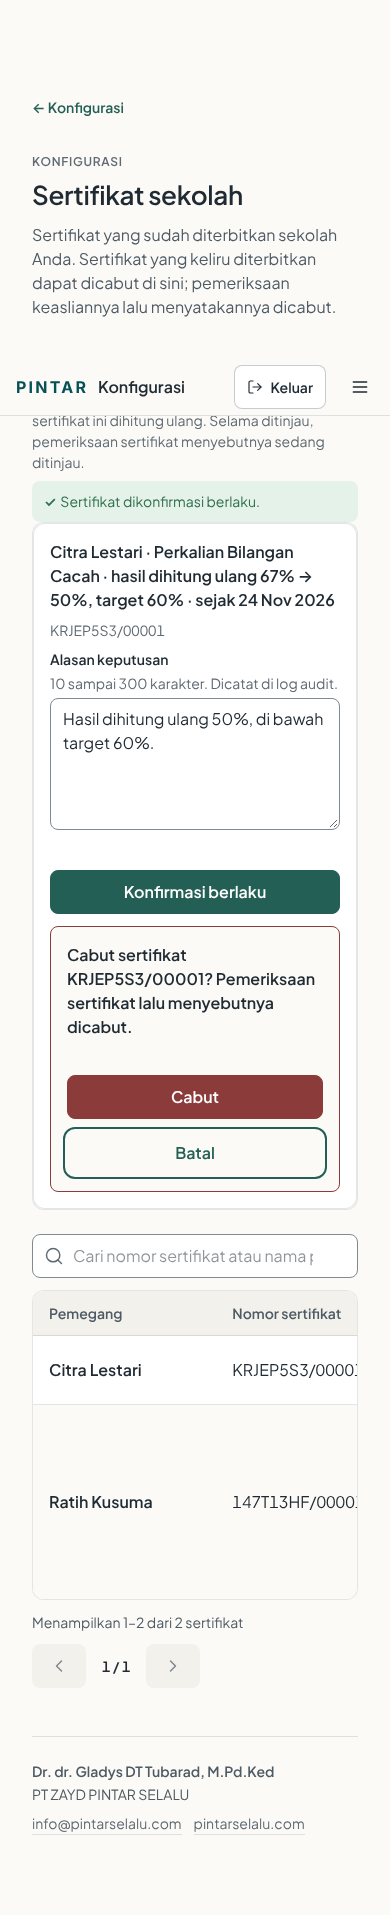 ← Konfigurasi
KONFIGURASI
Sertifikat sekolah
Sertifikat yang sudah diterbitkan sekolah
Anda. Sertifikat yang keliru diterbitkan
dapat dicabut di sini; pemeriksaan
keasliannya lalu menyatakannya dicabut.
PINTAR Konfigurasi Keluar
sertifikat ini dihitung ulang. Selama ditinjau,
pemeriksaan sertifikat menyebutnya sedang
ditinjau.
✓ Sertifikat dikonfirmasi berlaku.
Citra Lestari · Perkalian Bilangan
Cacah · hasil dihitung ulang 67% →
50%, target 60% · sejak 24 Nov 2026
KRJEP5S3/00001
Alasan keputusan
10 sampai 300 karakter. Dicatat di log audit.
Hasil dihitung ulang 50%, di bawah
target 60%.
Konfirmasi berlaku
Cabut sertifikat
KRJEP5S3/00001? Pemeriksaan
sertifikat lalu menyebutnya
dicabut.
Cabut
Batal
Cari nomor sertifikat atau nama
Pemegang Nomor sertifikat
Citra Lestari KRJEP5S3/00001
Ratih Kusuma 147T13HF/00001
Menampilkan 1–2 dari 2 sertifikat
1/1
Dr. dr. Gladys DT Tubarad, M.Pd.Ked
PT ZAYD PINTAR SELALU
info@pintarselalu.com pintarselalu.com